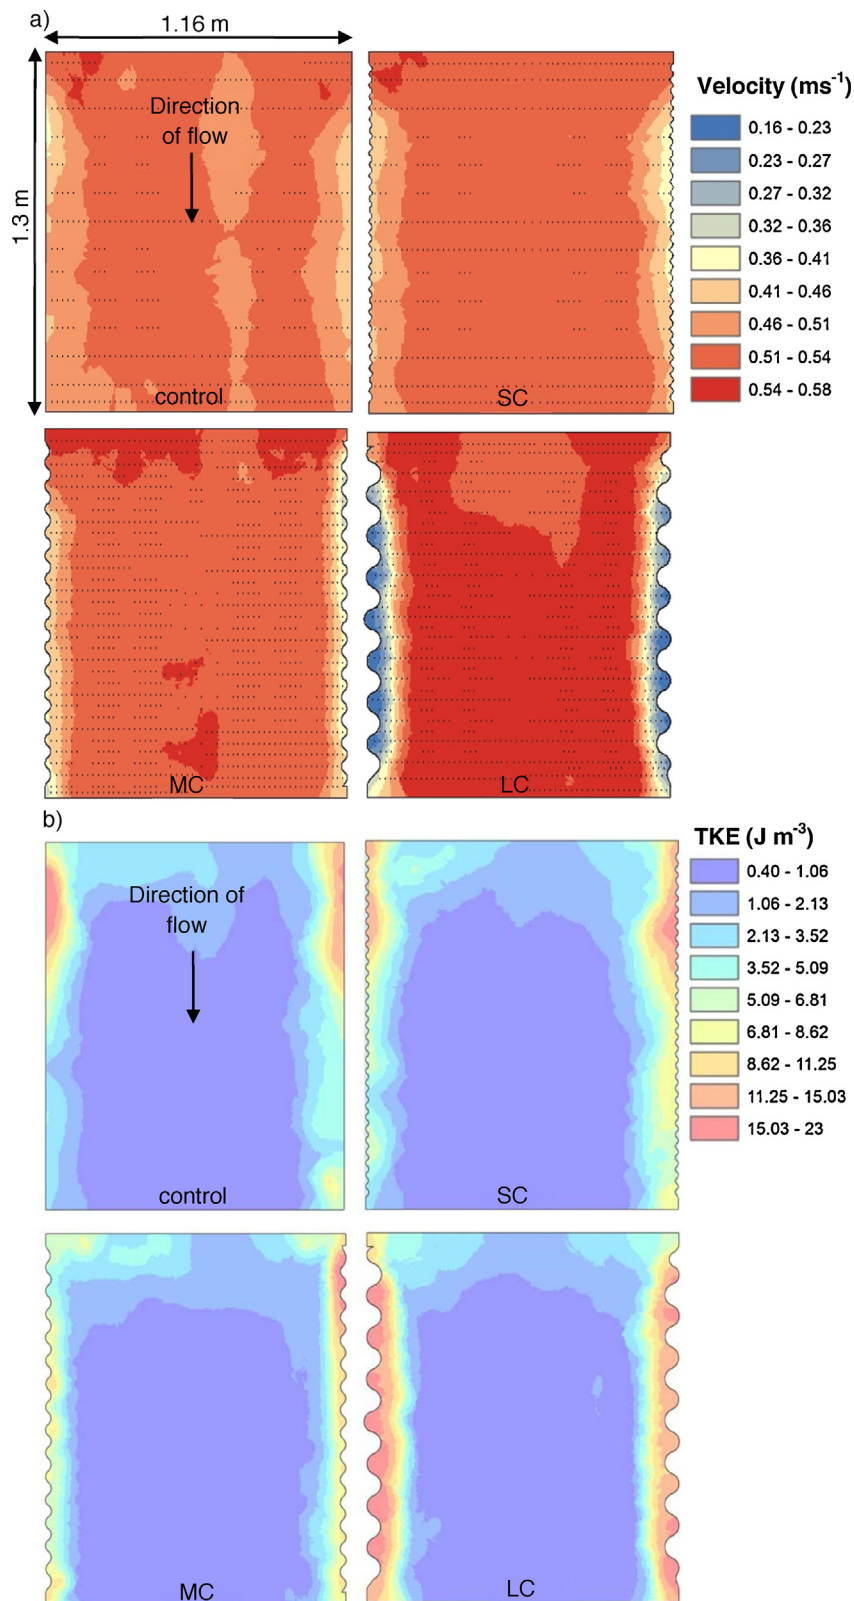 a)
1.16 m
1.3 m
Direction
of flow
control
SC
Velocity (ms⁻¹)
0.16 - 0.23
0.23 - 0.27
0.27 - 0.32
0.32 - 0.36
0.36 - 0.41
0.41 - 0.46
0.46 - 0.51
0.51 - 0.54
0.54 - 0.58
MC
LC
b)
Direction of
flow
control
SC
TKE (J m⁻³)
0.40 - 1.06
1.06 - 2.13
2.13 - 3.52
3.52 - 5.09
5.09 - 6.81
6.81 - 8.62
8.62 - 11.25
11.25 - 15.03
15.03 - 23
MC
LC